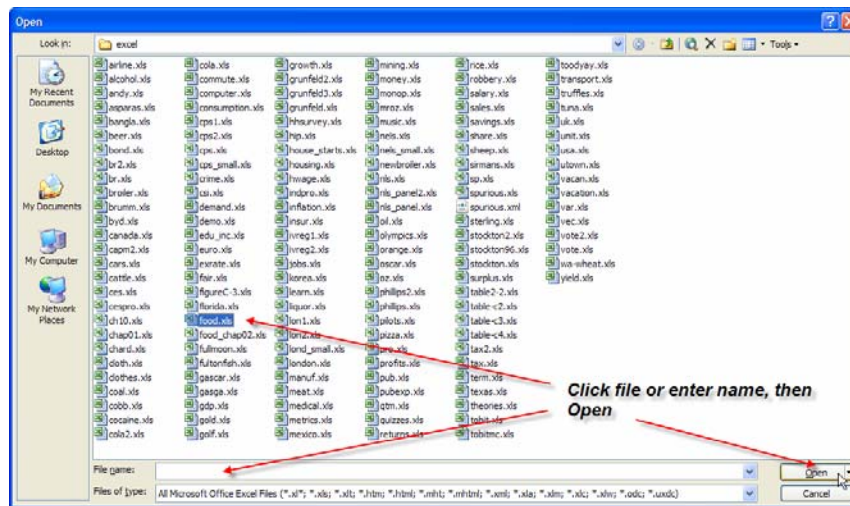 Open
Look in: excel Tools
My Recent Documents
Desktop
My Documents
My Computer
My Network Places
airline.xls
alcohol.xls
andy.xls
asparas.xls
bangla.xls
beer.xls
bond.xls
br2.xls
br.xls
broiler.xls
brumm.xls
byd.xls
canada.xls
capm2.xls
cars.xls
cattle.xls
ces.xls
cespro.xls
ch10.xls
chap01.xls
chard.xls
cloth.xls
clothes.xls
coal.xls
cobb.xls
cocaine.xls
cola2.xls
cola.xls
commute.xls
computer.xls
consumption.xls
cps1.xls
cps2.xls
cps.xls
cps_small.xls
crime.xls
csi.xls
demand.xls
demo.xls
edu_inc.xls
euro.xls
exrate.xls
fair.xls
figureC-3.xls
florida.xls
food.xls
food_chap02.xls
fullmoon.xls
fultonfish.xls
gascar.xls
gasga.xls
gdp.xls
gold.xls
golf.xls
growth.xls
grunfeld2.xls
grunfeld3.xls
grunfeld.xls
hhsurvey.xls
hip.xls
house_starts.xls
housing.xls
hwage.xls
indpro.xls
inflation.xls
insur.xls
ivreg1.xls
ivreg2.xls
jobs.xls
korea.xls
learn.xls
liquor.xls
lon1.xls
lon2.xls
lond_small.xls
london.xls
manuf.xls
meat.xls
medical.xls
metrics.xls
mexico.xls
mining.xls
money.xls
monop.xls
mroz.xls
music.xls
nels.xls
nels_small.xls
newbroiler.xls
nls.xls
nls_panel2.xls
nls_panel.xls
oil.xls
olympics.xls
orange.xls
oscar.xls
oz.xls
phillips2.xls
phillips.xls
pilots.xls
pizza.xls
pro.xls
profits.xls
pub.xls
pubexp.xls
qtm.xls
quizzes.xls
returns.xls
rice.xls
robbery.xls
salary.xls
sales.xls
savings.xls
share.xls
sheep.xls
sirmans.xls
sp.xls
spurious.xls
spurious.xml
sterling.xls
stockton2.xls
stockton96.xls
stockton.xls
surplus.xls
table2-2.xls
table-c2.xls
table-c3.xls
table-c4.xls
tax2.xls
tax.xls
term.xls
texas.xls
theories.xls
tobit.xls
tobitmc.xls
toodyay.xls
transport.xls
truffles.xls
tuna.xls
uk.xls
unit.xls
usa.xls
utown.xls
vacan.xls
vacation.xls
var.xls
vec.xls
vote2.xls
vote.xls
wa-wheat.xls
yield.xls
Click file or enter name, then
Open
File name: Open
Files of type: All Microsoft Office Excel Files (*.xl*; *.xls; *.xlt; *.htm; *.html; *.mht; *.mhtml; *.xml; *.xla; *.xlm; *.xlc; *.xlw; *.odc; *.uxdc) Cancel